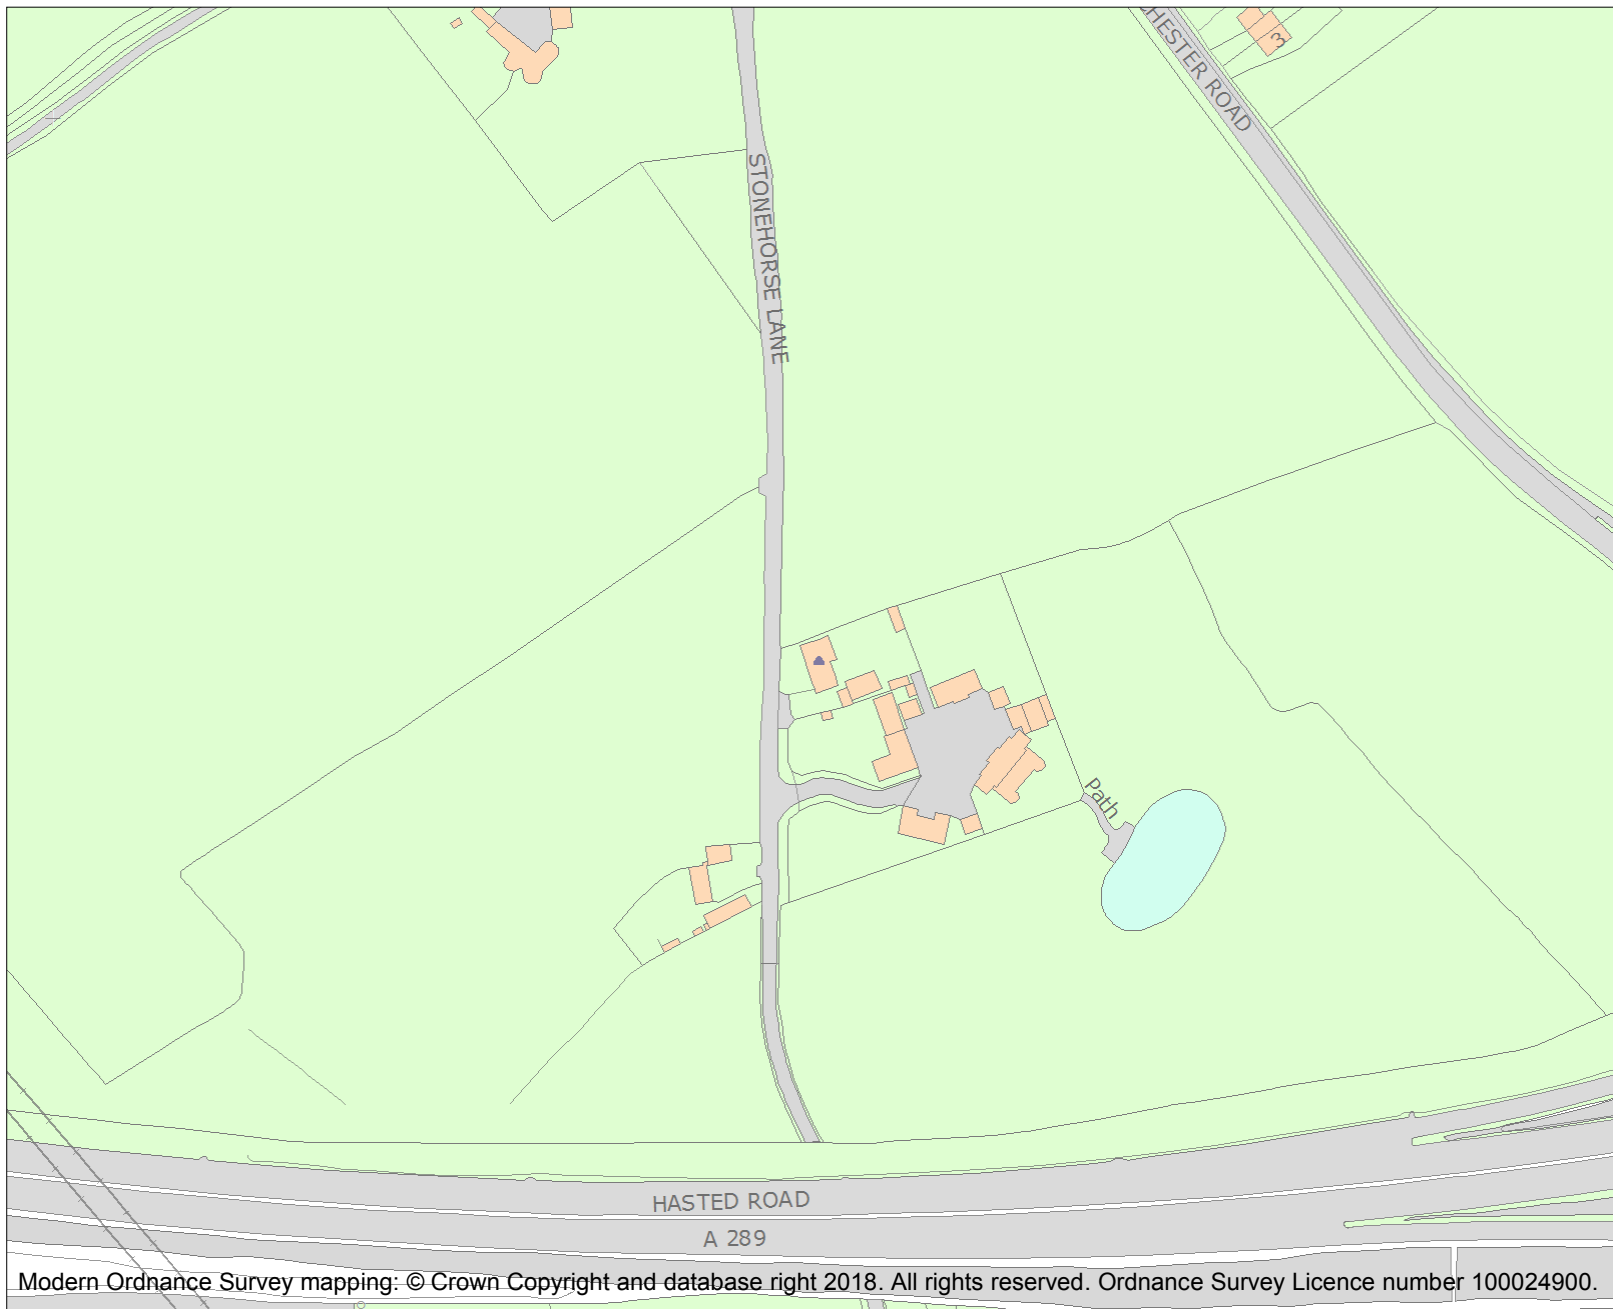 CHESTER ROAD
3
STONEHORSE LANE
Path
HASTED ROAD
A 289
Modern Ordnance Survey mapping: © Crown Copyright and database right 2018. All rights reserved. Ordnance Survey Licence number 100024900.